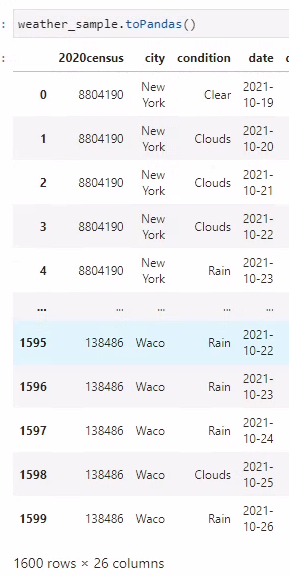 : weather_sample.toPandas()
:
2020census city condition date
0 8804190 New York Clear 2021-10-19
1 8804190 New York Clouds 2021-10-20
2 8804190 New York Clouds 2021-10-21
3 8804190 New York Clouds 2021-10-22
4 8804190 New York Rain 2021-10-23
... ... ... ... ...
1595 138486 Waco Rain 2021-10-22
1596 138486 Waco Rain 2021-10-23
1597 138486 Waco Rain 2021-10-24
1598 138486 Waco Clouds 2021-10-25
1599 138486 Waco Rain 2021-10-26
1600 rows × 26 columns